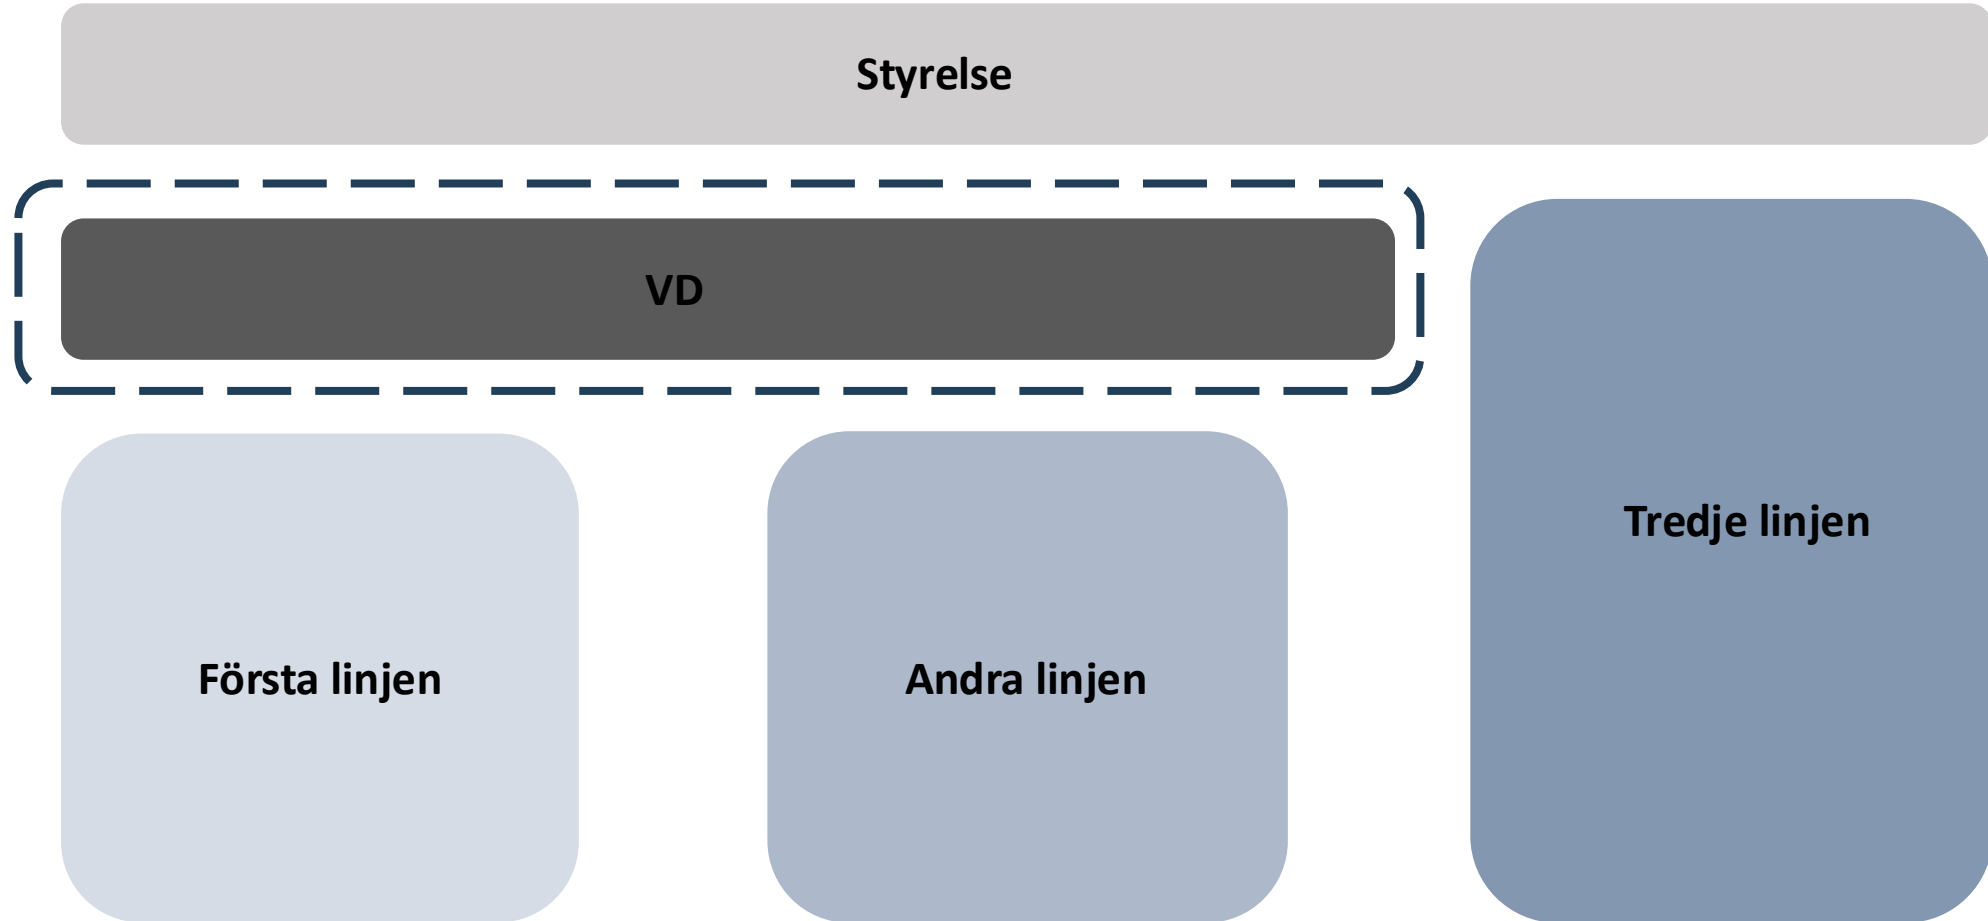 Styrelse
VD
Tredje linjen
Första linjen
Andra linjen